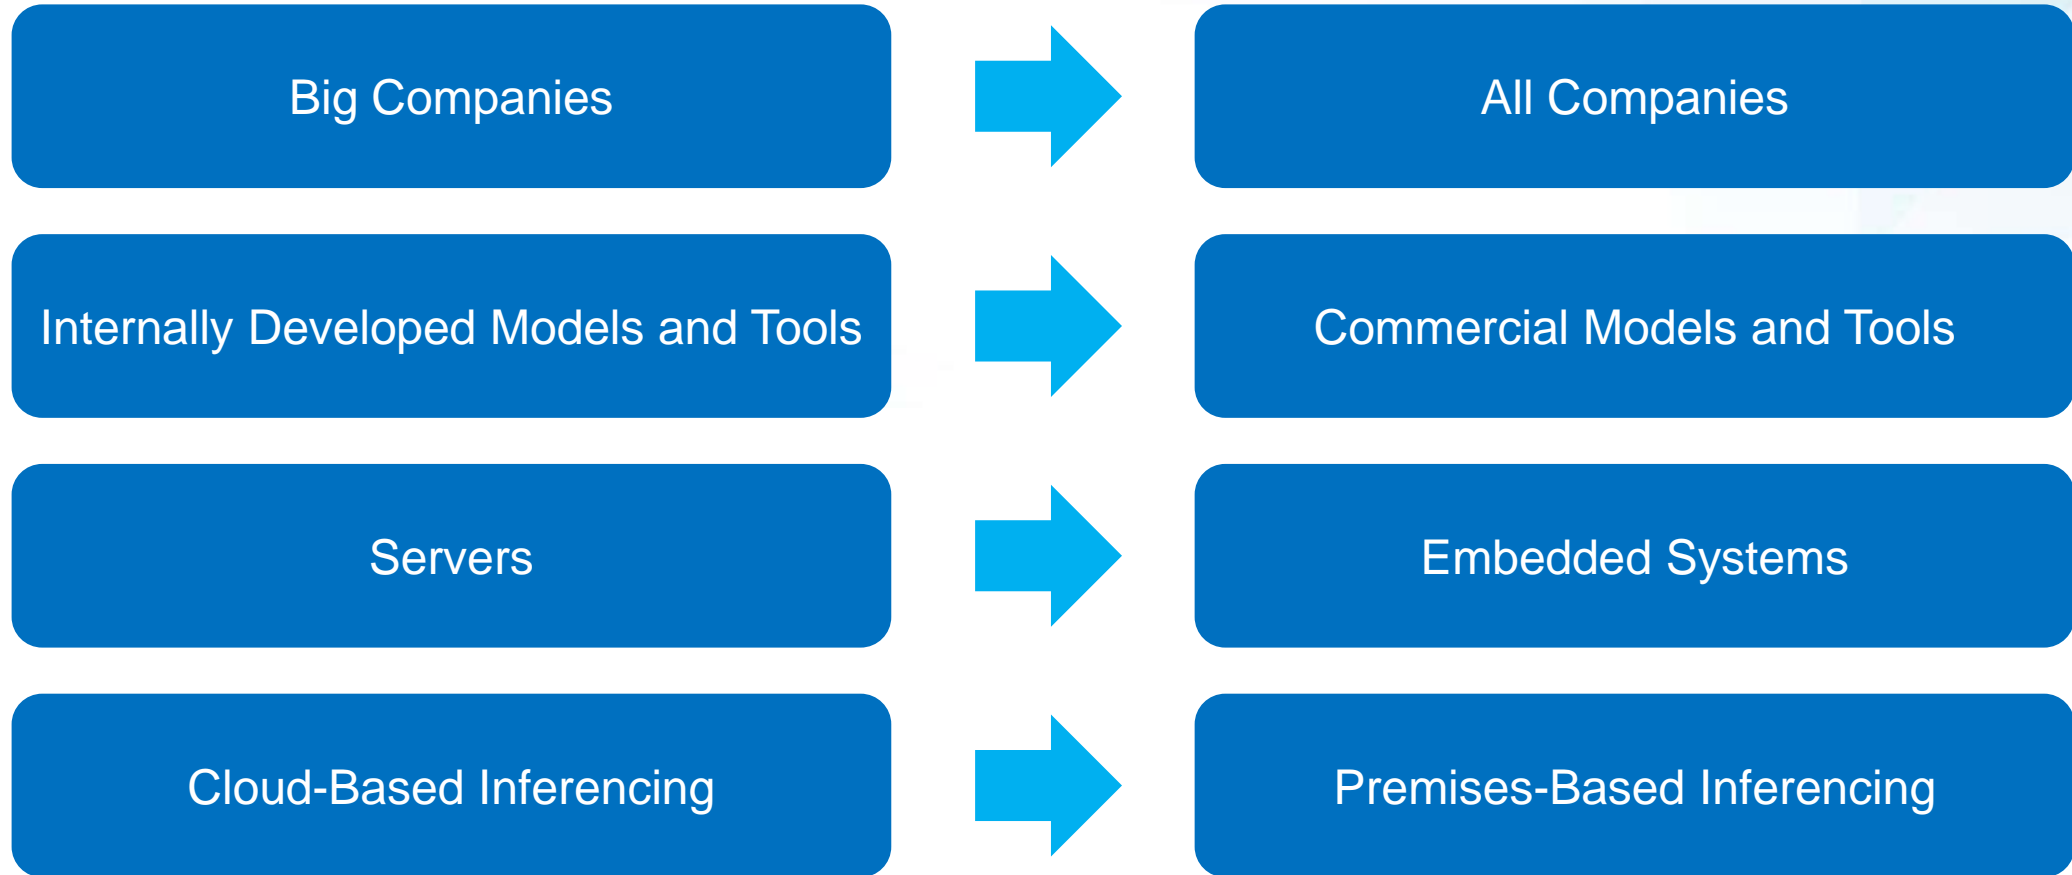 Big Companies
All Companies
Internally Developed Models and Tools
Commercial Models and Tools
Servers
Embedded Systems
Cloud-Based Inferencing
Premises-Based Inferencing